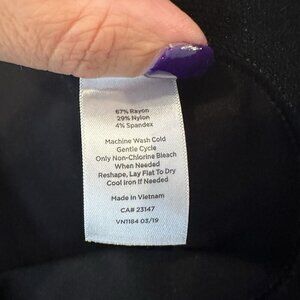 67% Rayon
29% Nylon
4% Spandex
Machine Wash Cold
Gentle Cycle
Only Non-Chlorine Bleach
When Needed
Reshape, Lay Flat To Dry
Cool Iron If Needed
Made In Vietnam
CA# 23147
VN1184 03/19